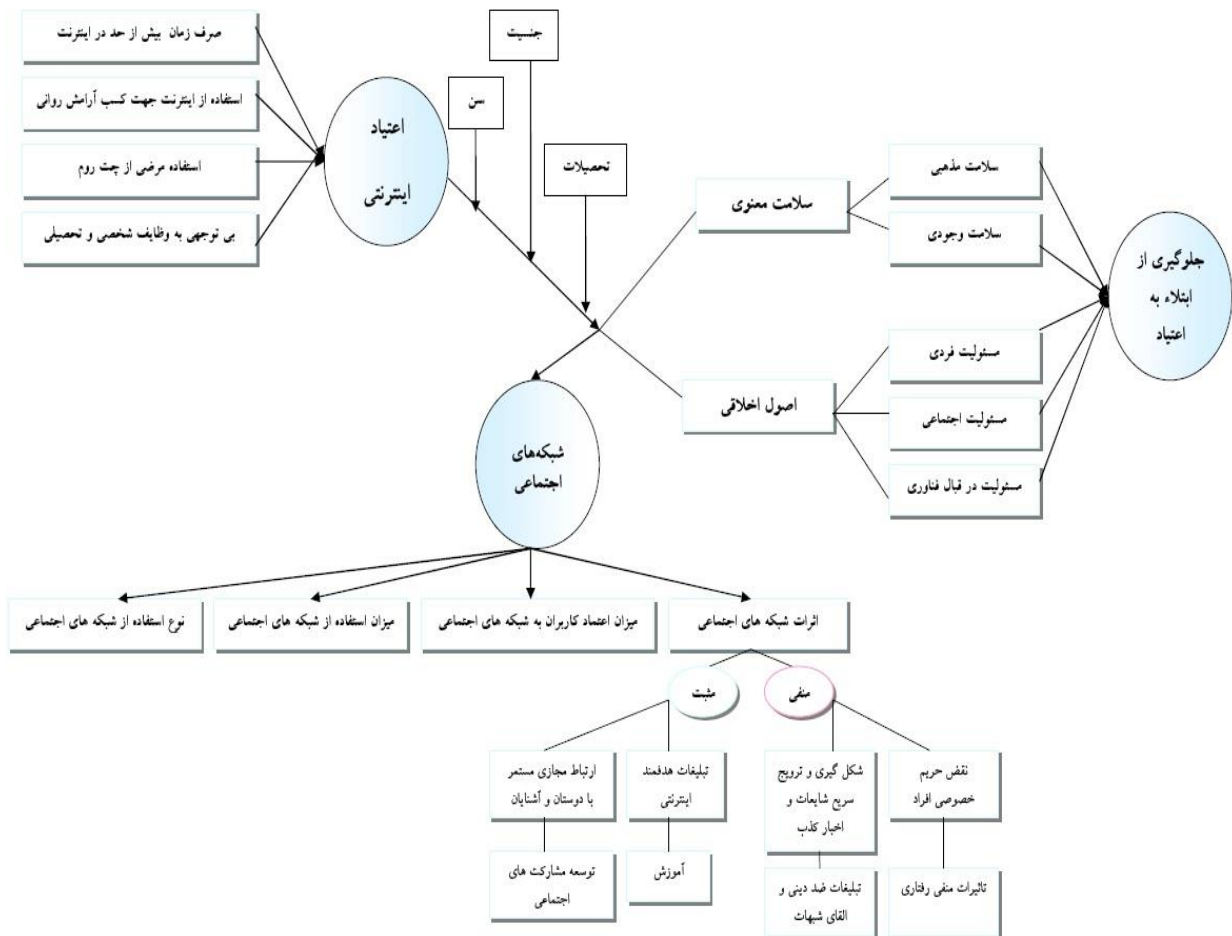 صرف زمان بیش از حد در اینترنت
استفاده از اینترنت جهت کسب آرامش روانی
استفاده مرضی از چت روم
بی توجهی به وظایف شخصی و تحصیلی
اعتیاد
اینترنتی
سن
جنسیت
تحصیلات
سلامت معنوی
اصول اخلاقی
سلامت مذهبی
سلامت وجودی
مسئولیت فردی
مسئولیت اجتماعی
مسئولیت در قبال فناوری
جلوگیری از
ابتلاء به
اعتیاد
شبکه‌های
اجتماعی
اثرات شبکه های اجتماعی
میزان اعتماد کاربران به شبکه های اجتماعی
میزان استفاده از شبکه های اجتماعی
نوع استفاده از شبکه های اجتماعی
منفی
مثبت
نقض حریم
خصوصی افراد
شکل گیری و ترویج
سریع شایعات و
اخبار کذب
تبلیغات هدفمند
اینترنتی
ارتباط مجازی مستمر
با دوستان و آشنایان
تاثیرات منفی رفتاری
تبلیغات ضد دینی و
القای شبهات
آموزش
توسعه مشارکت های
اجتماعی